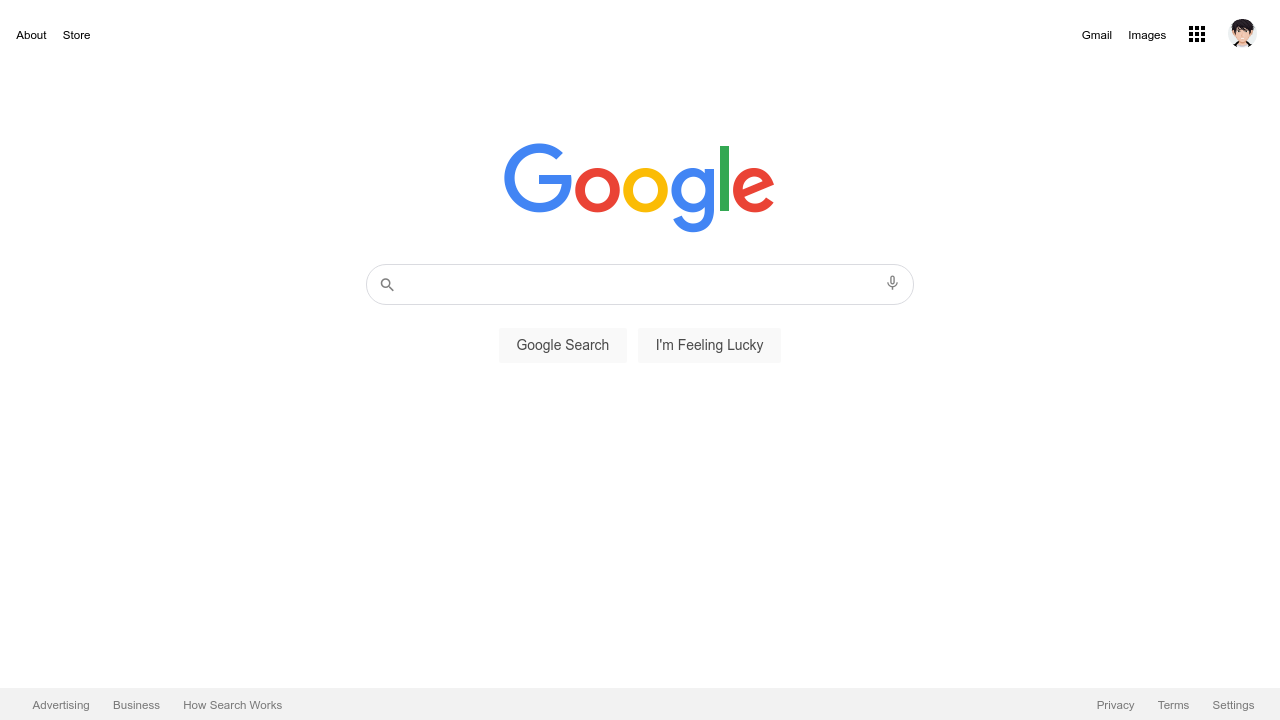 About Store Gmail Images
Google
Google Search I'm Feeling Lucky
Advertising Business How Search Works Privacy Terms Settings